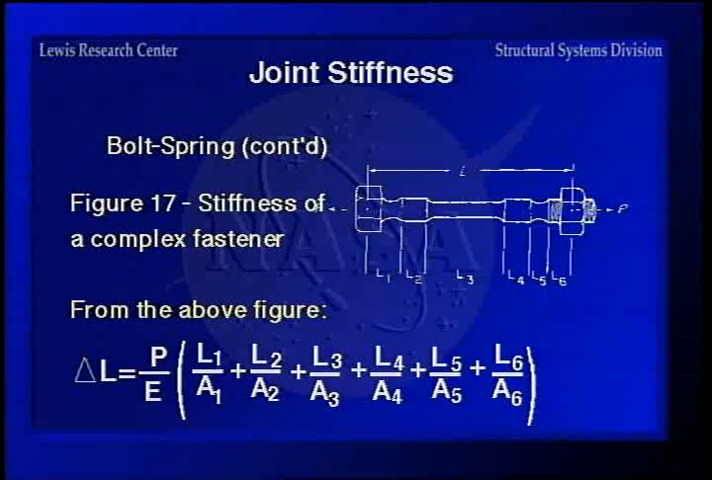 Lewis Research Center
Structural Systems Division
Joint Stiffness
Bolt-Spring (cont'd)
Figure 17 - Stiffness of
a complex fastener
L
P
L1 L2 L3 L4 L5 L6
From the above figure:
△L=P/E(L1/A1+L2/A2+L3/A3+L4/A4+L5/A5+L6/A6)
NASA